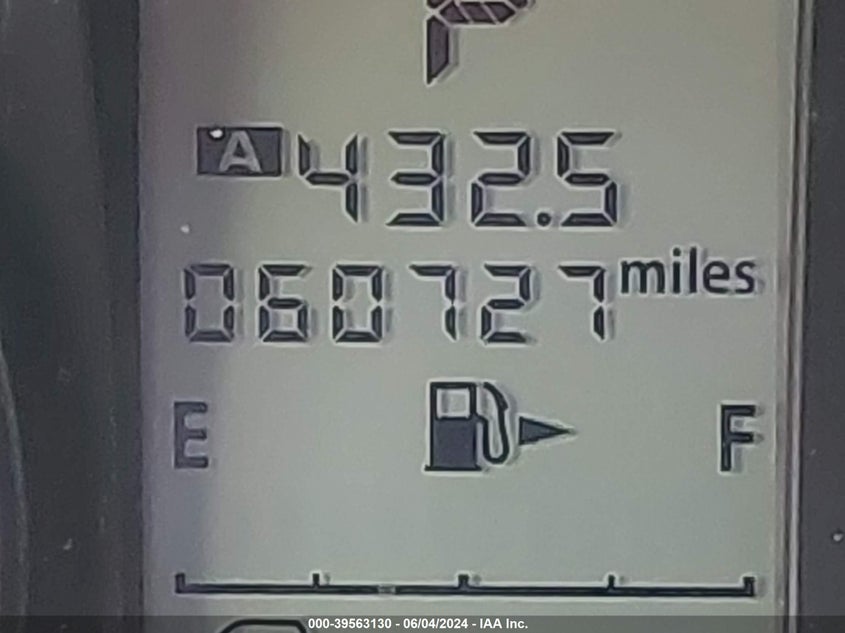 P
A 432.5
060727 miles
E F
000-39563130 - 06/04/2024 - IAA Inc.